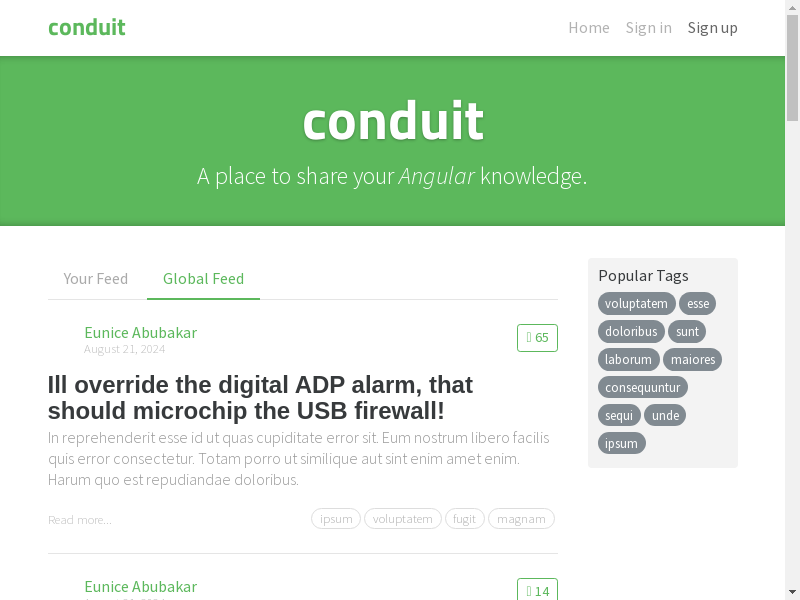 conduit
Home Sign in Sign up
conduit
A place to share your Angular knowledge.
Your Feed Global Feed
Eunice Abubakar
August 21, 2024
65
Ill override the digital ADP alarm, that
should microchip the USB firewall!
In reprehenderit esse id ut quas cupiditate error sit. Eum nostrum libero facilis
quis error consectetur. Totam porro ut similique aut sint enim amet enim.
Harum quo est repudiandae doloribus.
Read more...
ipsum voluptatem fugit magnam
Eunice Abubakar
14
Popular Tags
voluptatem esse
doloribus sunt
laborum maiores
consequuntur
sequi unde
ipsum